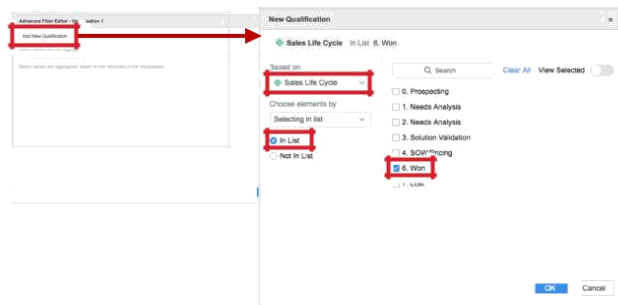 Advanced Filter Editor - Visualization 1
Add New Qualification
New Qualification
Sales Life Cycle In List 6. Won
Based on
Sales Life Cycle
Choose elements by
Selecting in list
In List
Not In List
Search
Clear All View Selected
0. Prospecting
1. Needs Analysis
2. Needs Analysis
3. Solution Validation
4. SOW/Pricing
6. Won
7. Lost
OK Cancel